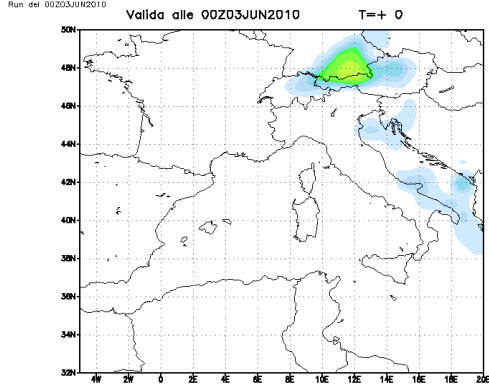 Run del 00Z03JUN2010
Valida alle 00Z03JUN2010 T=+ 0
50N
48N
46N
44N
42N
40N
38N
36N
34N
32N
4W 2W 0 2E 4E 6E 8E 10E 12E 14E 16E 18E 20E